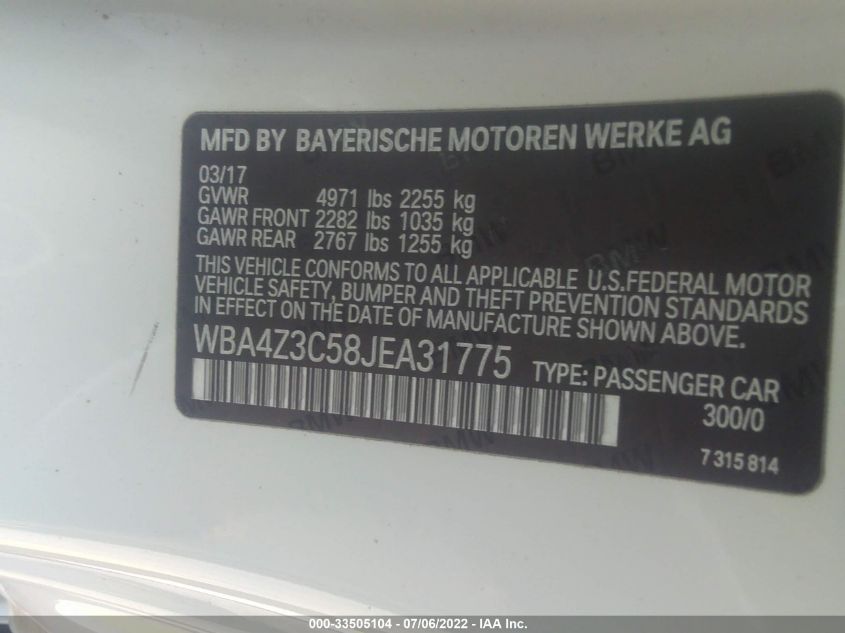 MFD BY BAYERISCHE MOTOREN WERKE AG
03/17
GVWR 4971 lbs 2255 kg
GAWR FRONT 2282 lbs 1035 kg
GAWR REAR 2767 lbs 1255 kg
THIS VEHICLE CONFORMS TO ALL APPLICABLE U.S.FEDERAL MOTOR
VEHICLE SAFETY, BUMPER AND THEFT PREVENTION STANDARDS
IN EFFECT ON THE DATE OF MANUFACTURE SHOWN ABOVE.
WBA4Z3C58JEA31775 TYPE: PASSENGER CAR
300/0
7 315 814
000-33505104 - 07/06/2022 - IAA Inc.